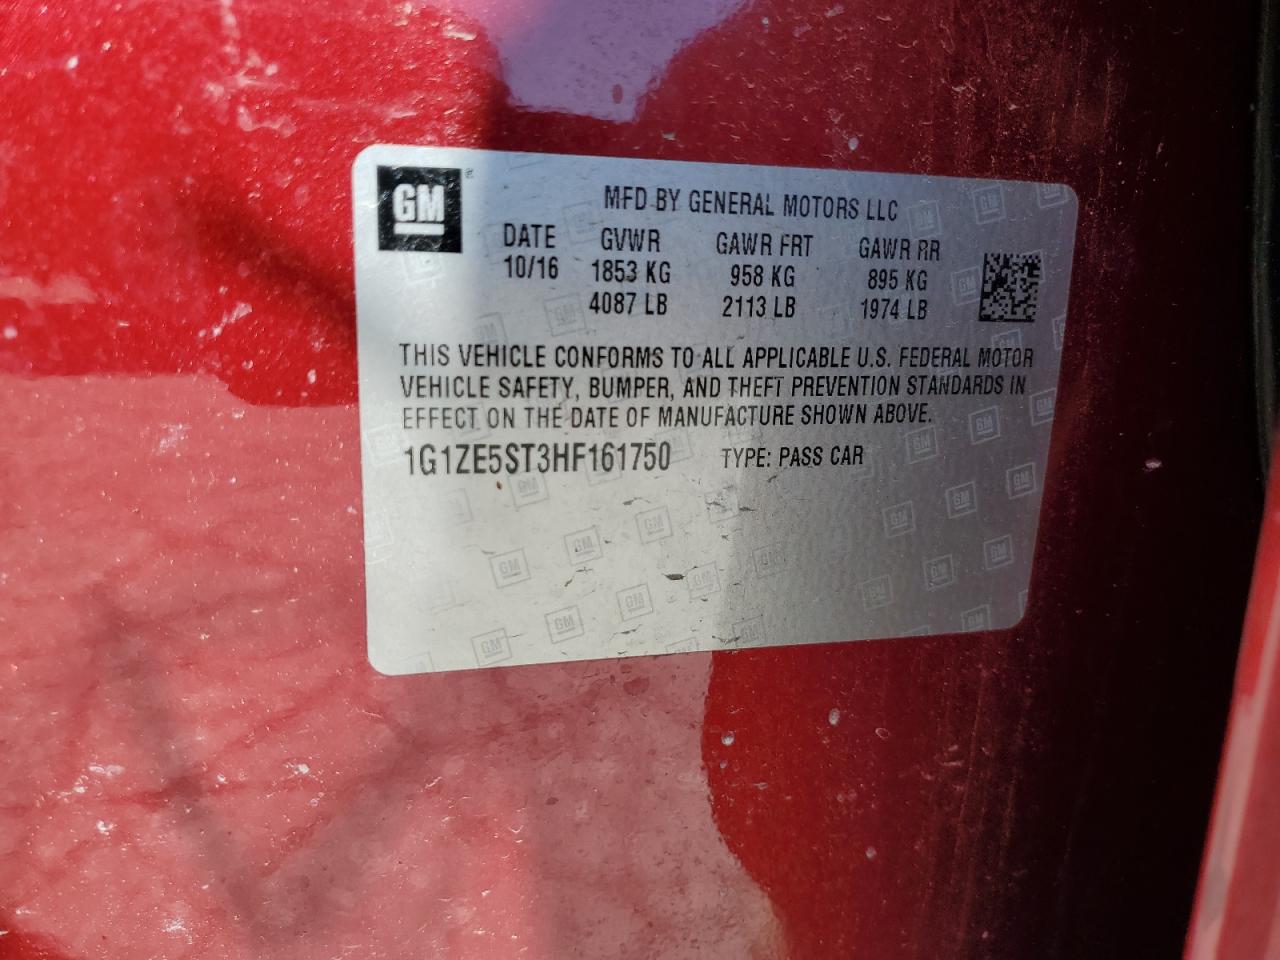 GM ®
MFD BY GENERAL MOTORS LLC
DATE GVWR GAWR FRT GAWR RR
10/16 1853 KG 958 KG 895 KG
4087 LB 2113 LB 1974 LB
THIS VEHICLE CONFORMS TO ALL APPLICABLE U.S. FEDERAL MOTOR
VEHICLE SAFETY, BUMPER, AND THEFT PREVENTION STANDARDS IN
EFFECT ON THE DATE OF MANUFACTURE SHOWN ABOVE.
1G1ZE5ST3HF161750 TYPE: PASS CAR